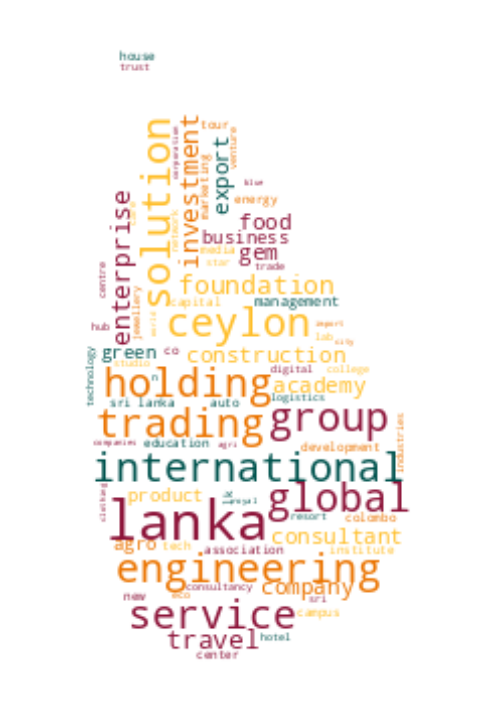 house
trust
solution
corporation
investment
tour
marketing
export
venture
blue
energy
enterprise
care
network
food
business
media
gem
star
trade
centre
jewellery
world
foundation
capital
management
hub
ceylon
import
lab
city
technology
green
co
construction
studio
digital
college
holding
academy
sri lanka
auto
logistics
trading
group
industries
companies
education
agri
development
international
clothing
product
global
lanka
resort
colombo
consultant
agro
tech
association
institute
engineering
consultancy
company
new
eco
sri
service
campus
travel
hotel
center